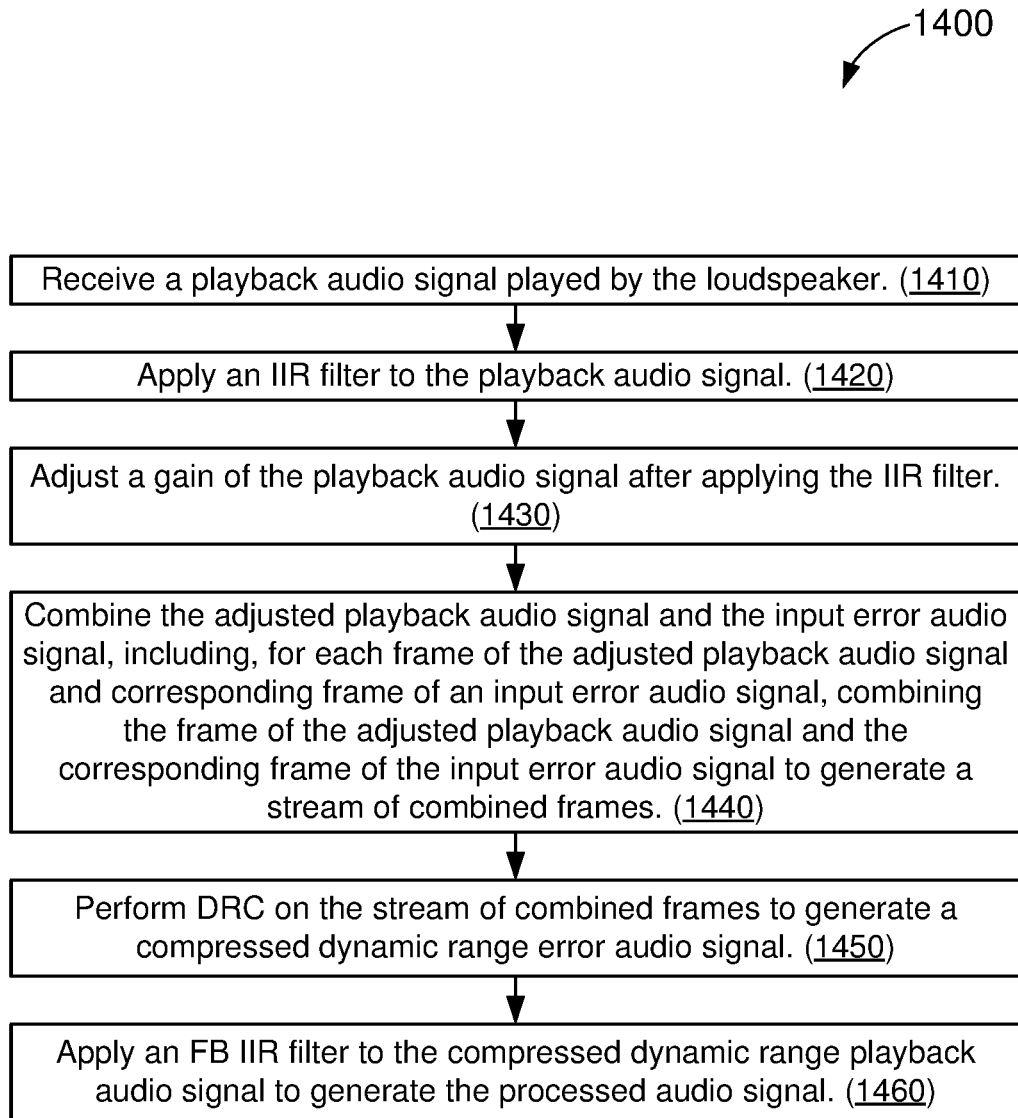 1400
Receive a playback audio signal played by the loudspeaker. (1410)
Apply an IIR filter to the playback audio signal. (1420)
Adjust a gain of the playback audio signal after applying the IIR filter.
(1430)
Combine the adjusted playback audio signal and the input error audio
signal, including, for each frame of the adjusted playback audio signal
and corresponding frame of an input error audio signal, combining
the frame of the adjusted playback audio signal and the
corresponding frame of the input error audio signal to generate a
stream of combined frames. (1440)
Perform DRC on the stream of combined frames to generate a
compressed dynamic range error audio signal. (1450)
Apply an FB IIR filter to the compressed dynamic range playback
audio signal to generate the processed audio signal. (1460)